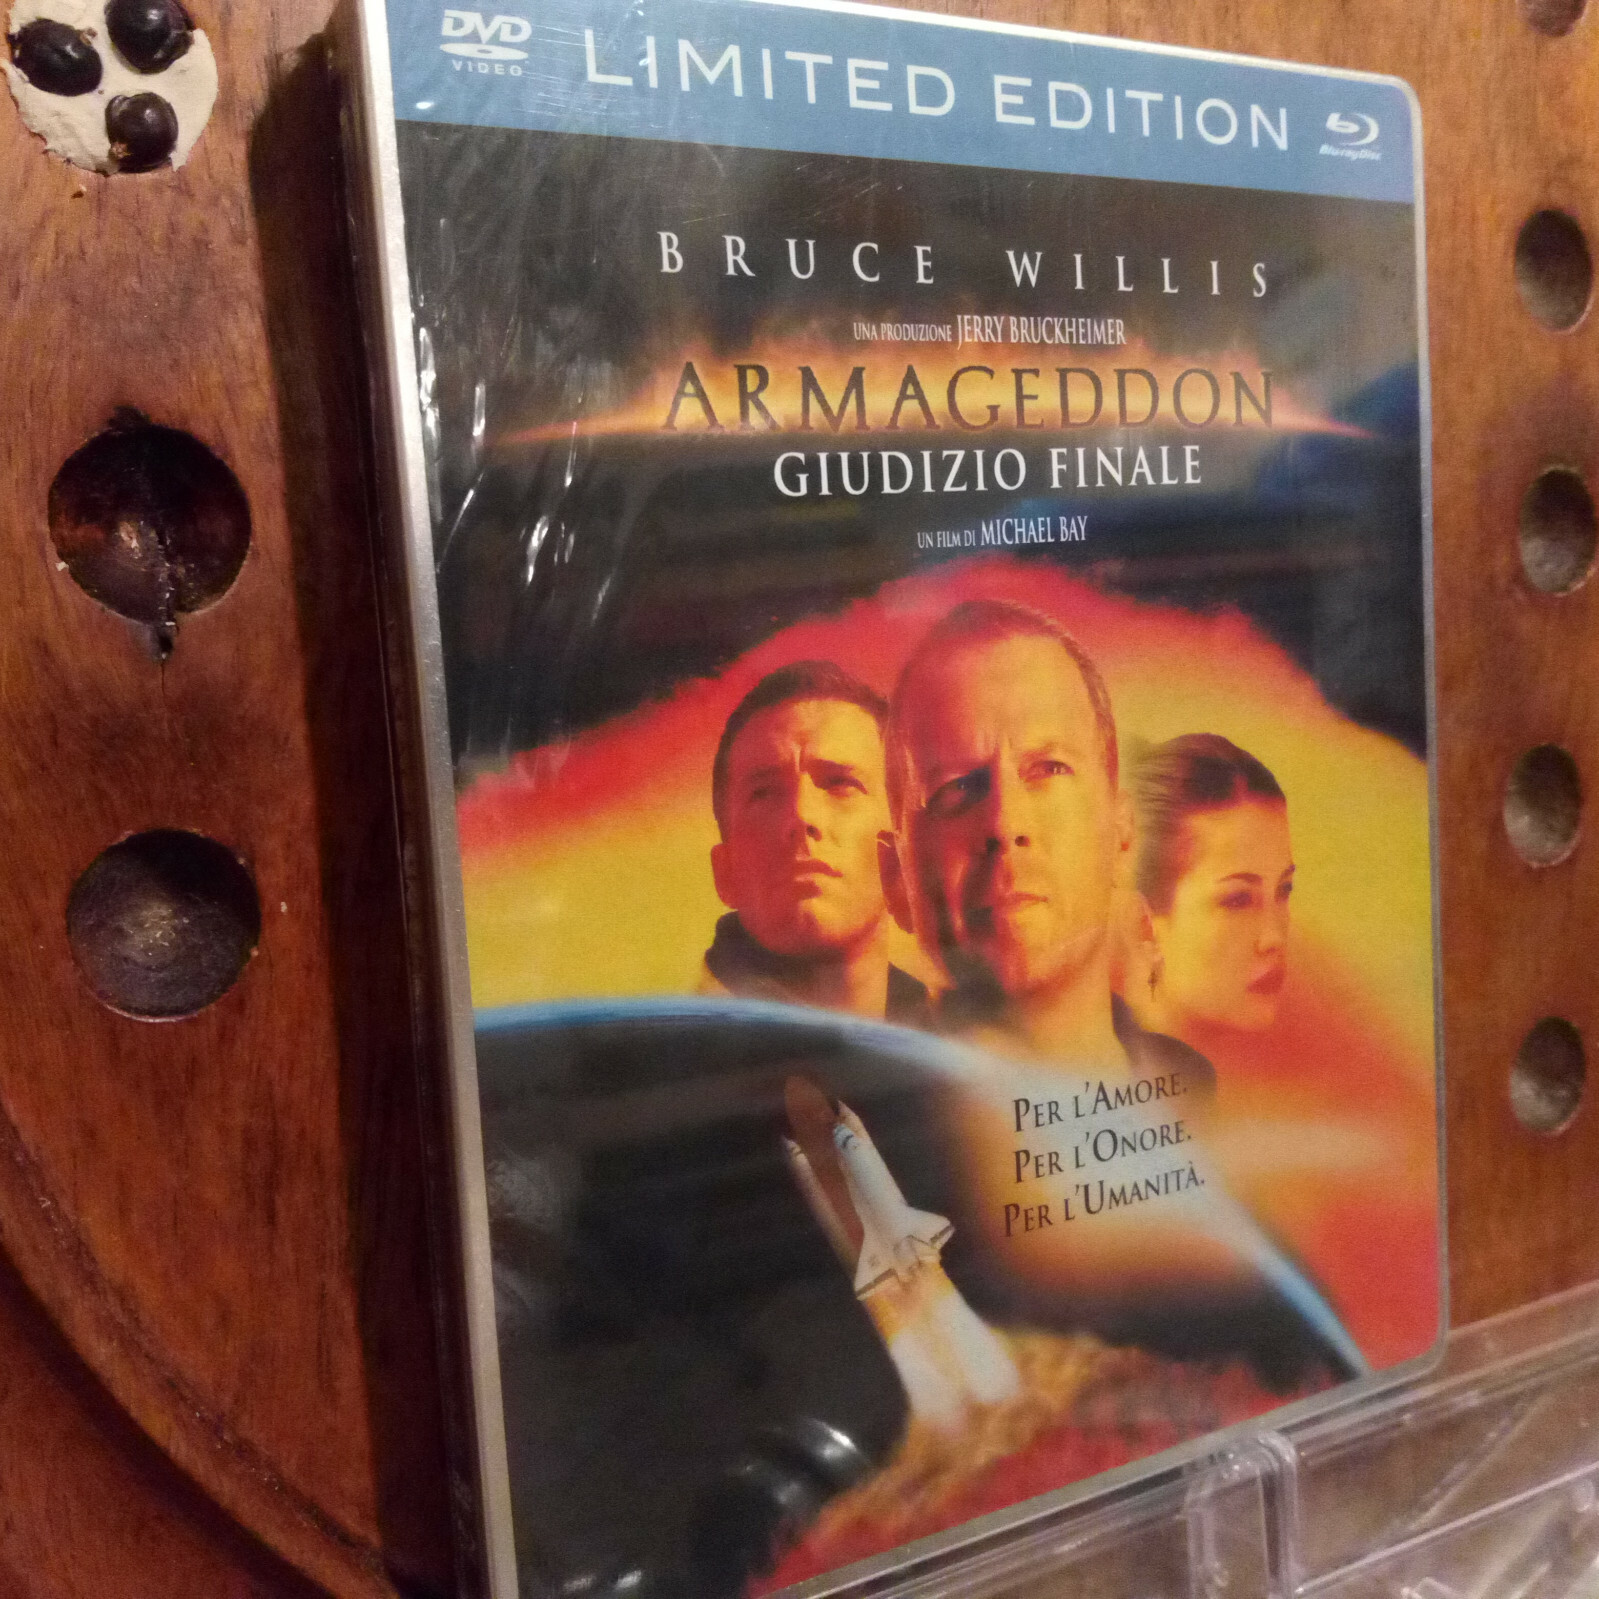 DVD VIDEO
LIMITED EDITION
Blu-ray Disc
BRUCE WILLIS
UNA PRODUZIONE JERRY BRUCKHEIMER
ARMAGEDDON
GIUDIZIO FINALE
UN FILM DI MICHAEL BAY
PER L'AMORE.
PER L'ONORE.
PER L'UMANITÀ.